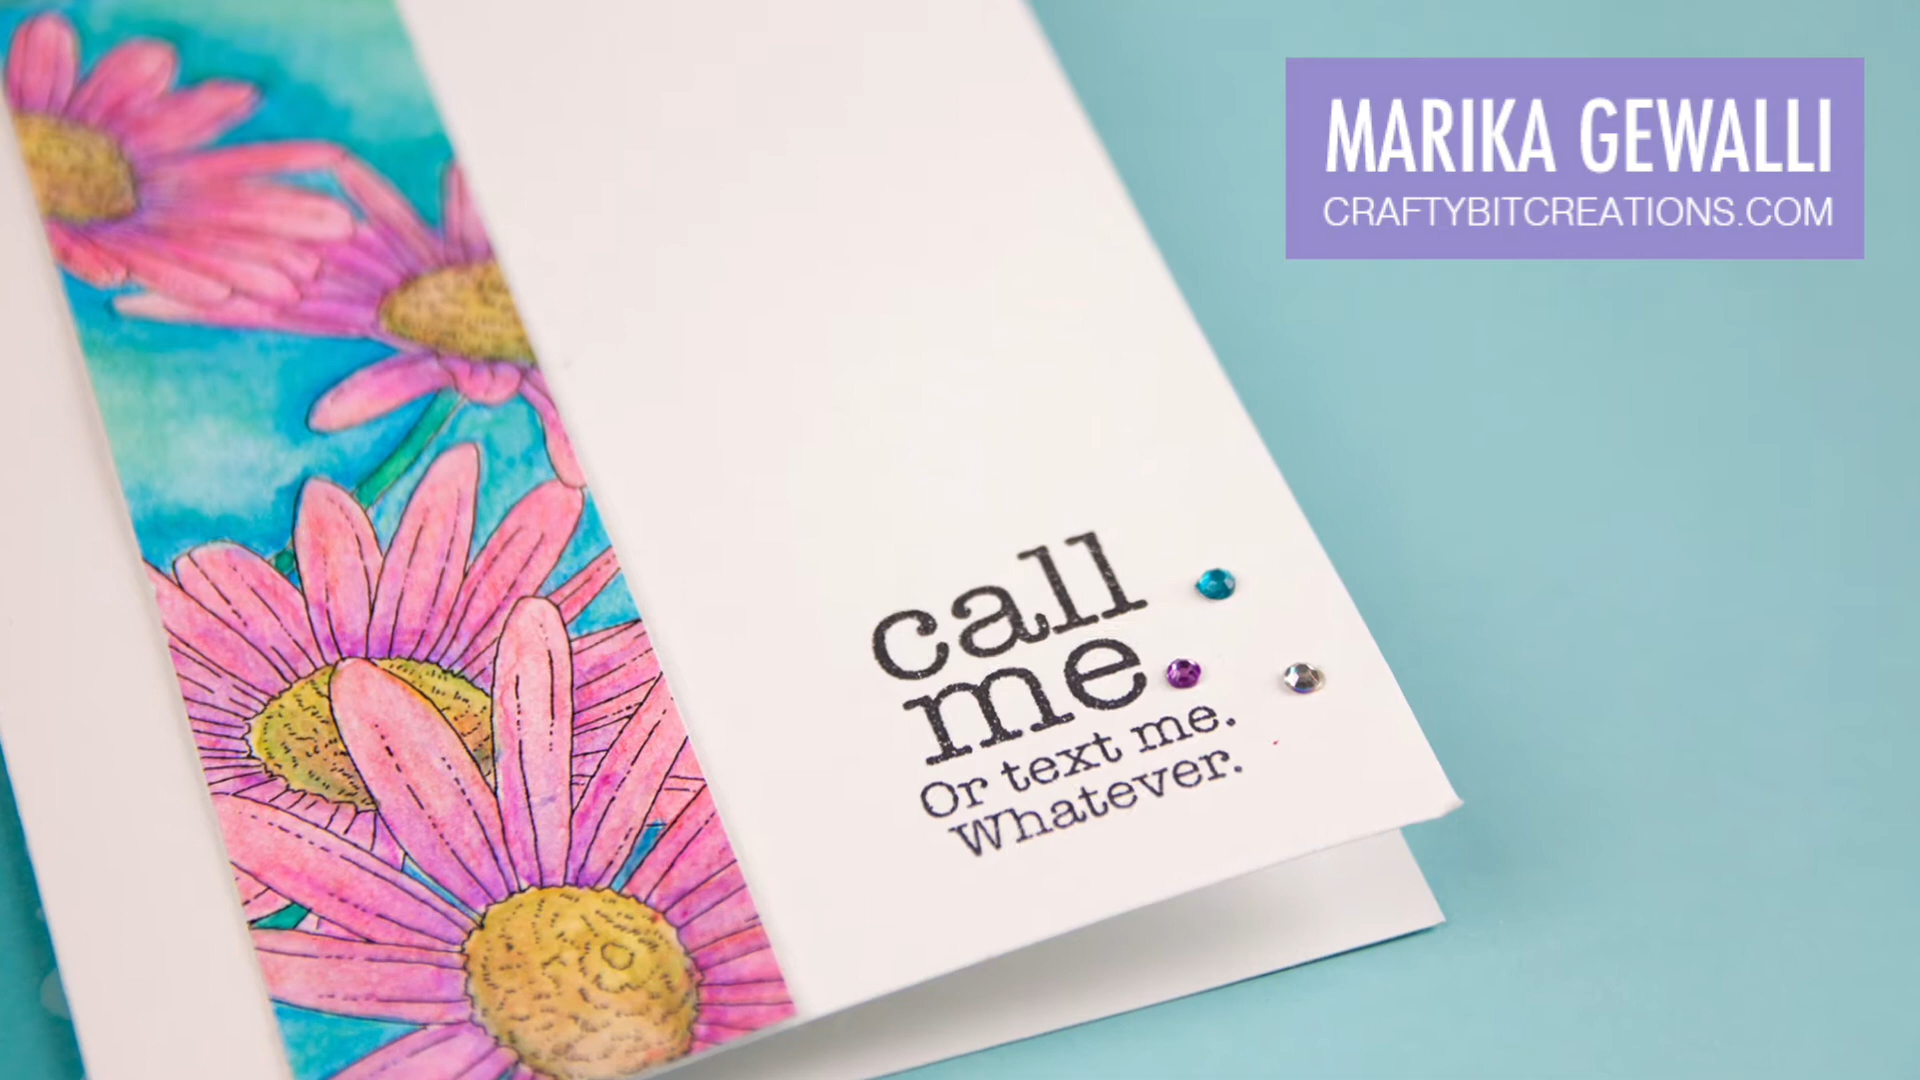 MARIKA GEWALLI
CRAFTYBITCREATIONS.COM
call
me.
Or text me.
Whatever.